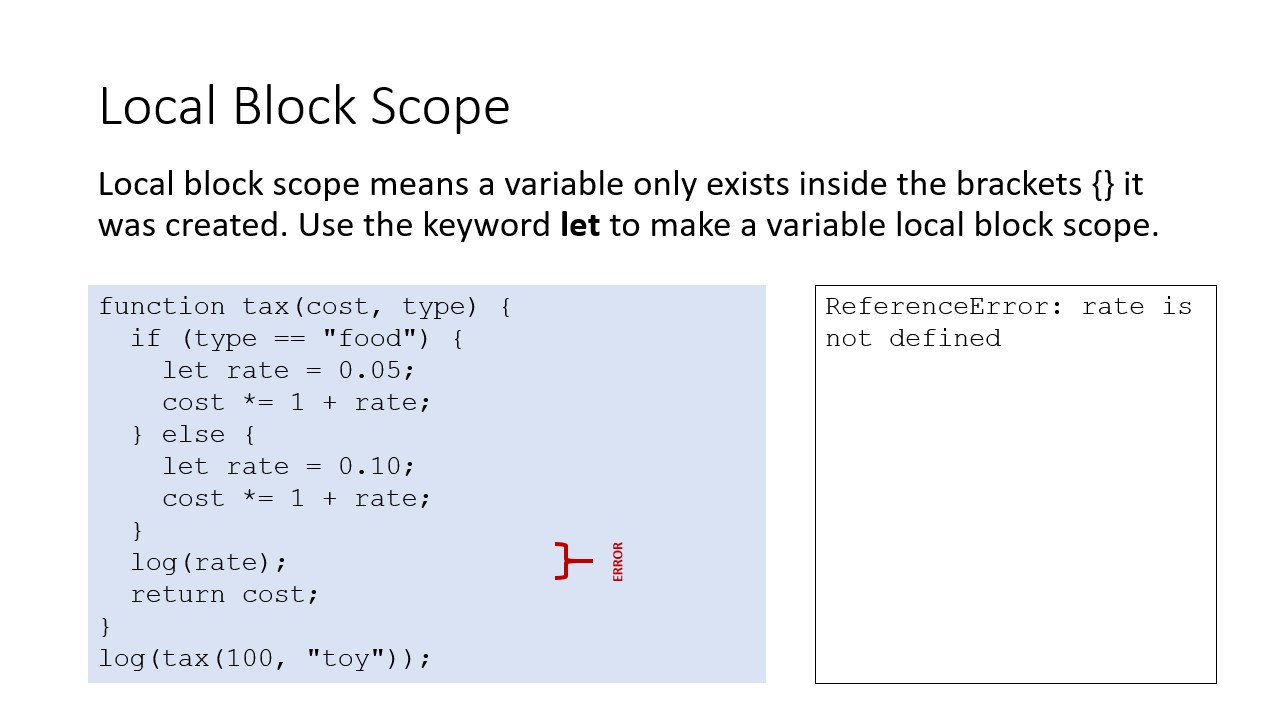 Local Block Scope
Local block scope means a variable only exists inside the brackets {} it
was created. Use the keyword let to make a variable local block scope.
function tax(cost, type) {
  if (type == "food") {
    let rate = 0.05;
    cost *= 1 + rate;
  } else {
    let rate = 0.10;
    cost *= 1 + rate;
  }
  log(rate);
  return cost;
}
log(tax(100, "toy"));
ERROR
ReferenceError: rate is
not defined